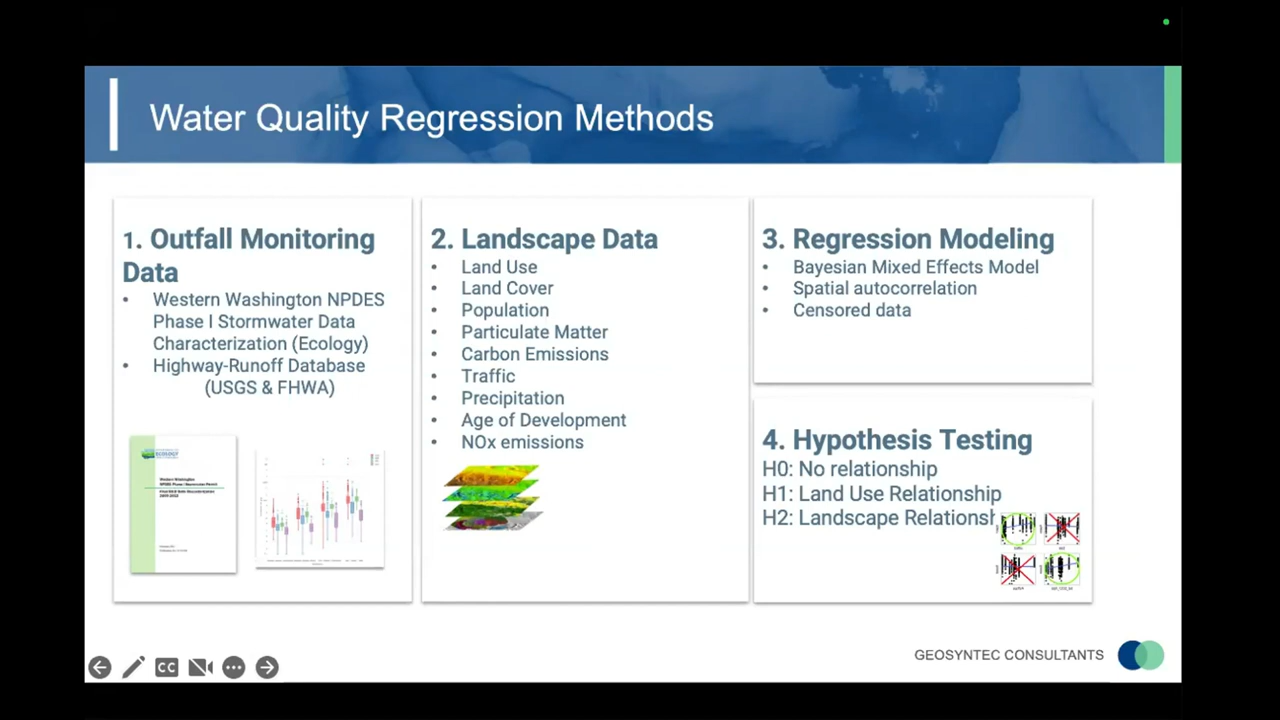 Water Quality Regression Methods
1. Outfall Monitoring
Data
• Western Washington NPDES
Phase I Stormwater Data
Characterization (Ecology)
• Highway-Runoff Database
(USGS & FHWA)
ECOLOGY
2. Landscape Data
• Land Use
• Land Cover
• Population
• Particulate Matter
• Carbon Emissions
• Traffic
• Precipitation
• Age of Development
• NOx emissions
3. Regression Modeling
• Bayesian Mixed Effects Model
• Spatial autocorrelation
• Censored data
4. Hypothesis Testing
H0: No relationship
H1: Land Use Relationship
H2: Landscape Relations
CC
GEOSYNTEC CONSULTANTS